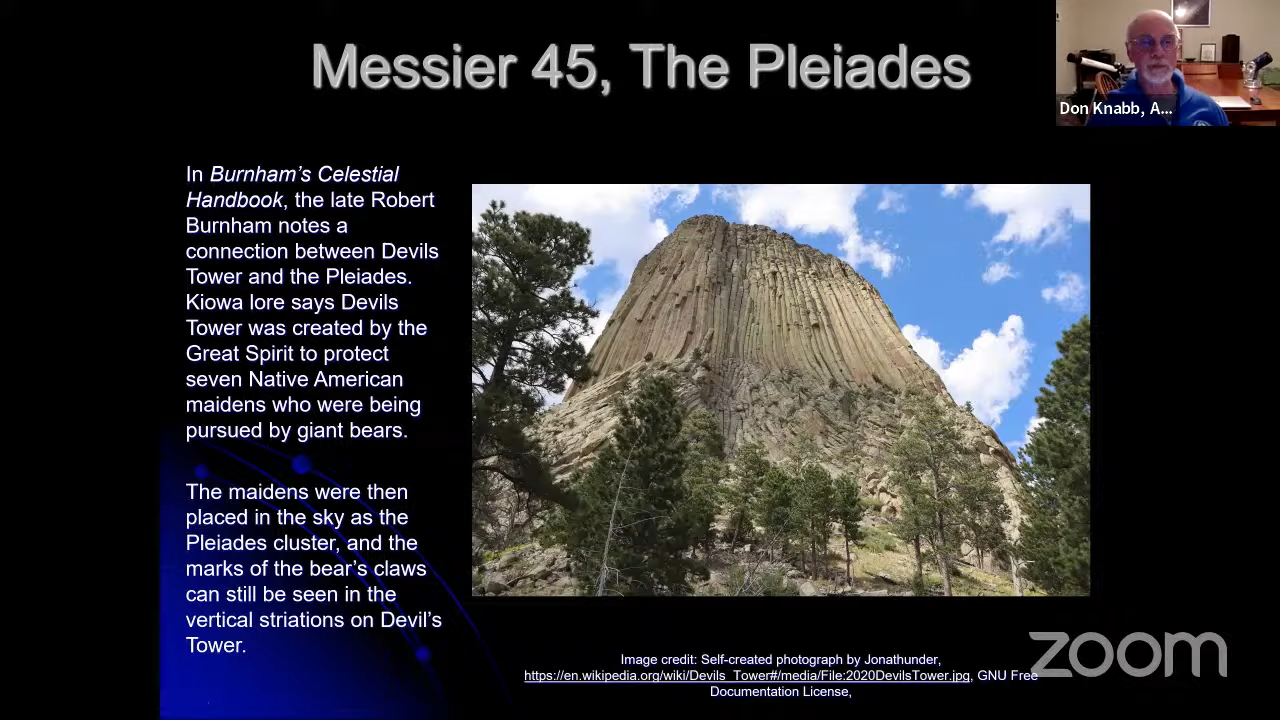 Messier 45, The Pleiades
Don Knabb, A...
In Burnham's Celestial
Handbook, the late Robert
Burnham notes a
connection between Devils
Tower and the Pleiades.
Kiowa lore says Devils
Tower was created by the
Great Spirit to protect
seven Native American
maidens who were being
pursued by giant bears.
The maidens were then
placed in the sky as the
Pleiades cluster, and the
marks of the bear's claws
can still be seen in the
vertical striations on Devil's
Tower.
Image credit: Self-created photograph by Jonathunder,
https://en.wikipedia.org/wiki/Devils_Tower#/media/File:2020DevilsTower.jpg, GNU Free
Documentation License,
zoom